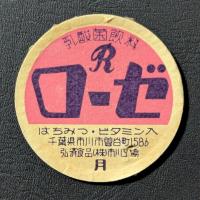 乳酸菌飲料
R
ローゼ
はちみつ・ビタミン入
千葉県市川市曽谷町1586
弘済食品(株)市川工場
月